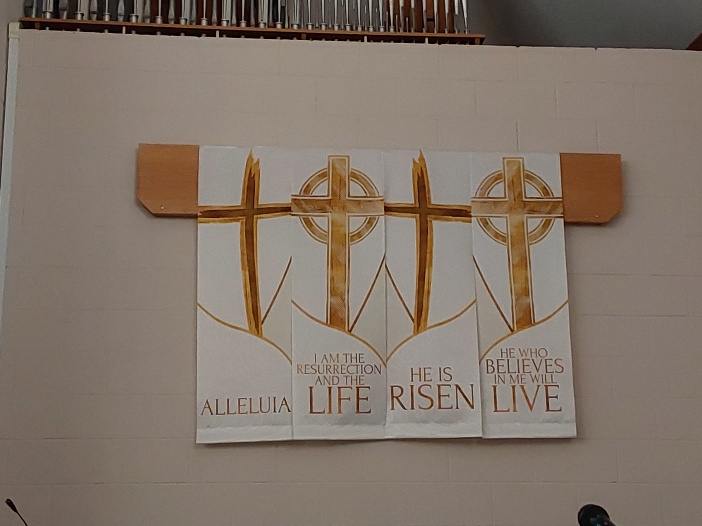 ALLELUIA
I AM THE
RESURRECTION
AND THE
LIFE
HE IS
RISEN
HE WHO
BELIEVES
IN ME WILL
LIVE